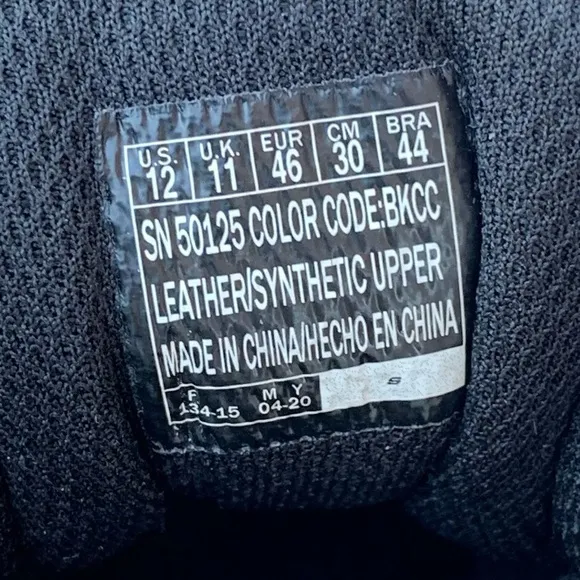 U.S. U.K. EUR CM BRA
12 11 46 30 44
SN 50125 COLOR CODE:BKCC
LEATHER/SYNTHETIC UPPER
MADE IN CHINA/HECHO EN CHINA
F M Y S
134-15 04-20